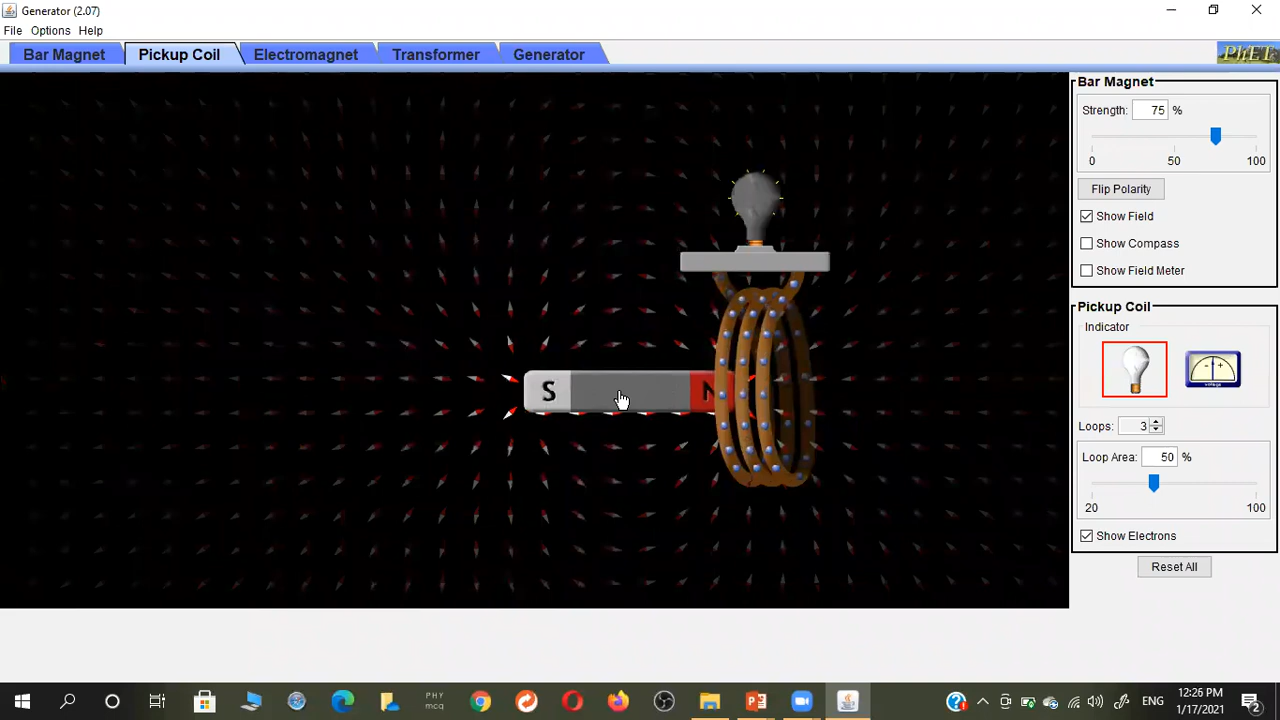 Generator (2.07)
File Options Help
Bar Magnet Pickup Coil Electromagnet Transformer Generator
PhET
Bar Magnet
Strength: 75 %
0 50 100
Flip Polarity
Show Field
Show Compass
Show Field Meter
Pickup Coil
Indicator
- +
voltage
Loops: 3
Loop Area: 50 %
20 100
Show Electrons
Reset All
S N
PHY
mcq
ENG
12:26 PM
1/17/2021
2